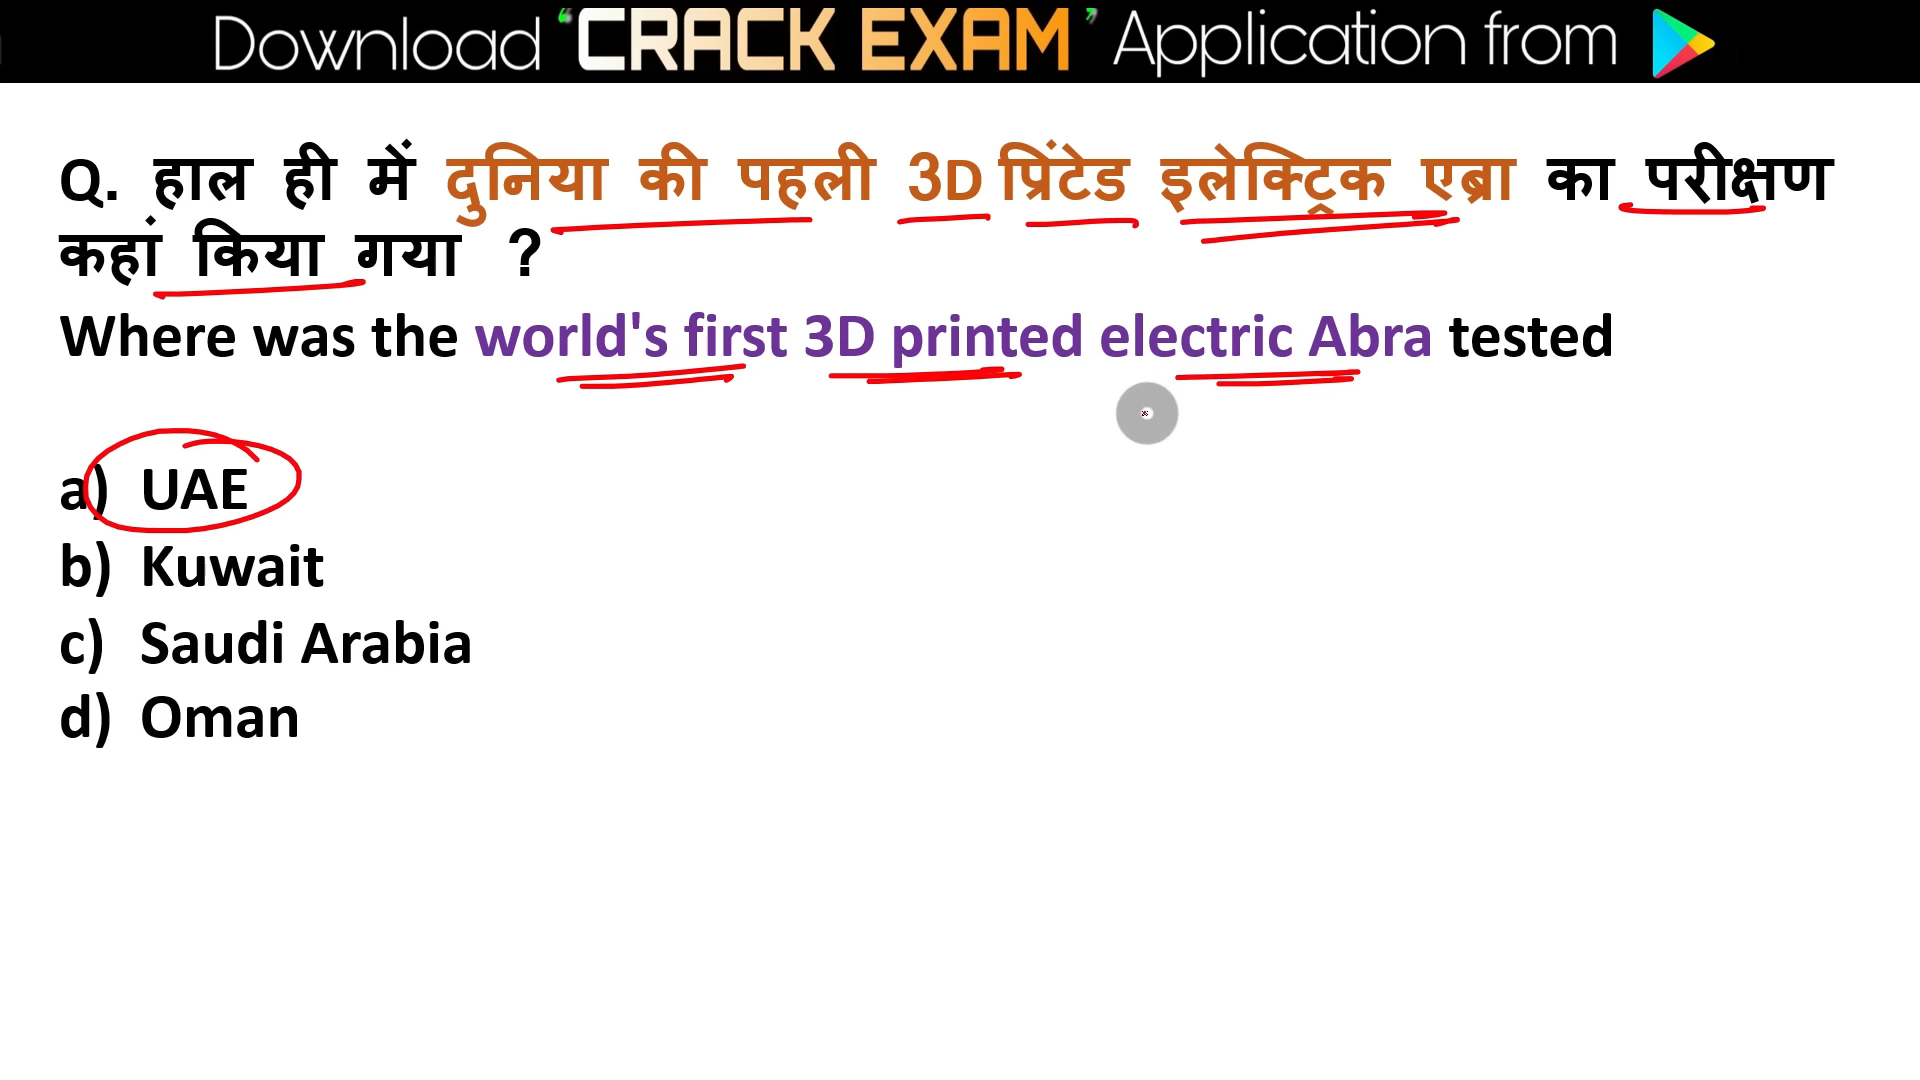 Download ‘CRACK EXAM’ Application from
Q. हाल ही में दुनिया की पहली 3D प्रिंटेड इलेक्ट्रिक एब्रा का परीक्षण
कहां किया गया ?
Where was the world's first 3D printed electric Abra tested
a) UAE
b) Kuwait
c) Saudi Arabia
d) Oman